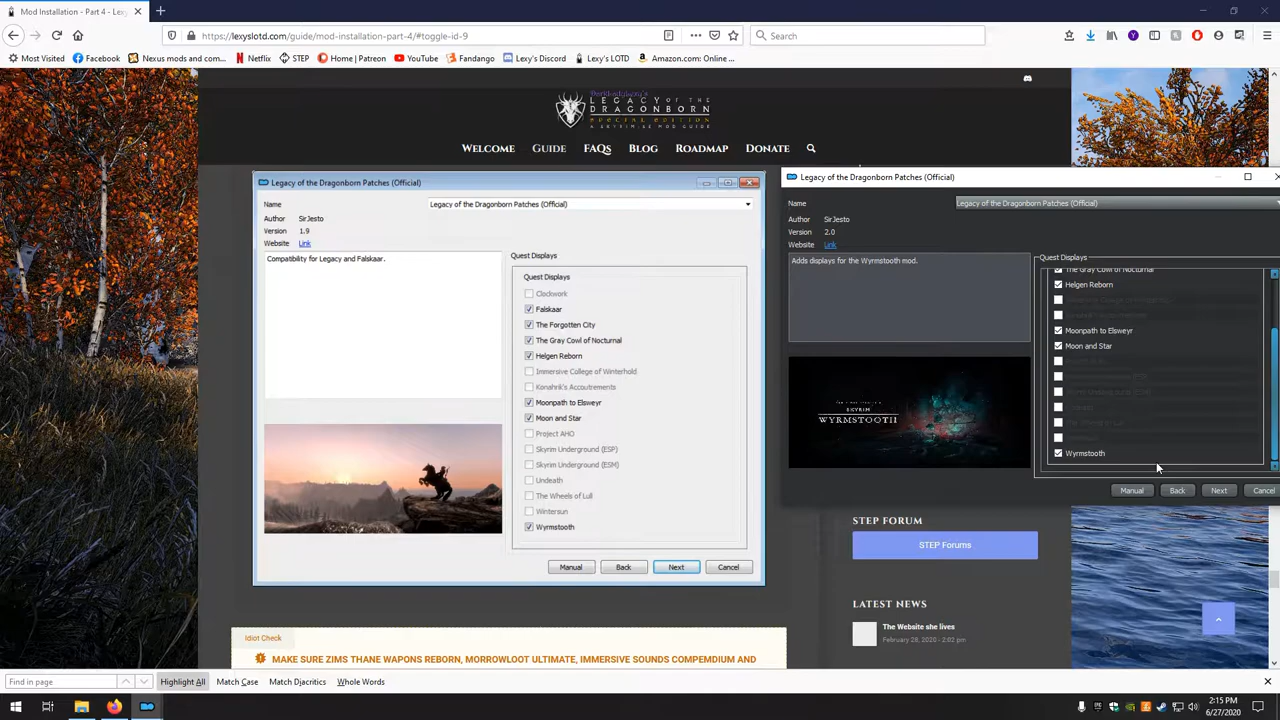 Mod Installation - Part 4 - Lexy
https://lexyslotd.com/guide/mod-installation-part-4/#toggle-id-9
Search
Most Visited
Facebook
Nexus mods and com...
Netflix
STEP
Home | Patreon
YouTube
Fandango
Lexy's Discord
Lexy's LOTD
Amazon.com: Online ...
LEGACY OF THE
DRAGONBORN
SPECIAL EDITION
A SKYRIM:SE MOD GUIDE
WELCOME
GUIDE
FAQs
BLOG
ROADMAP
DONATE
Legacy of the Dragonborn Patches (Official)
Name
Legacy of the Dragonborn Patches (Official)
Author
SirJesto
Version
1.9
Website
Link
Compatibility for Legacy and Falskaar.
Quest Displays
Quest Displays
Clockwork
Falskaar
The Forgotten City
The Gray Cowl of Nocturnal
Helgen Reborn
Immersive College of Winterhold
Konahrik's Accoutrements
Moonpath to Elsweyr
Moon and Star
Project AHO
Skyrim Underground (ESP)
Skyrim Underground (ESM)
Undeath
The Wheels of Lull
Wintersun
Wyrmstooth
Manual
Back
Next
Cancel
Legacy of the Dragonborn Patches (Official)
Name
Legacy of the Dragonborn Patches (Official)
Author
SirJesto
Version
2.0
Website
Link
Adds displays for the Wyrmstooth mod.
SKYRIM
WYRMSTOOTH
Quest Displays
The Gray Cowl of Nocturnal
Helgen Reborn
Moonpath to Elsweyr
Moon and Star
Wyrmstooth
Manual
Back
Next
Cancel
STEP FORUM
STEP Forums
LATEST NEWS
The Website she lives
February 28, 2020 - 2:02 pm
Idiot Check
MAKE SURE ZIMS THANE WAPONS REBORN, MORROWLOOT ULTIMATE, IMMERSIVE SOUNDS COMPEMDIUM AND
Find in page
Highlight All
Match Case
Match Diacritics
Whole Words
2:15 PM
6/27/2020